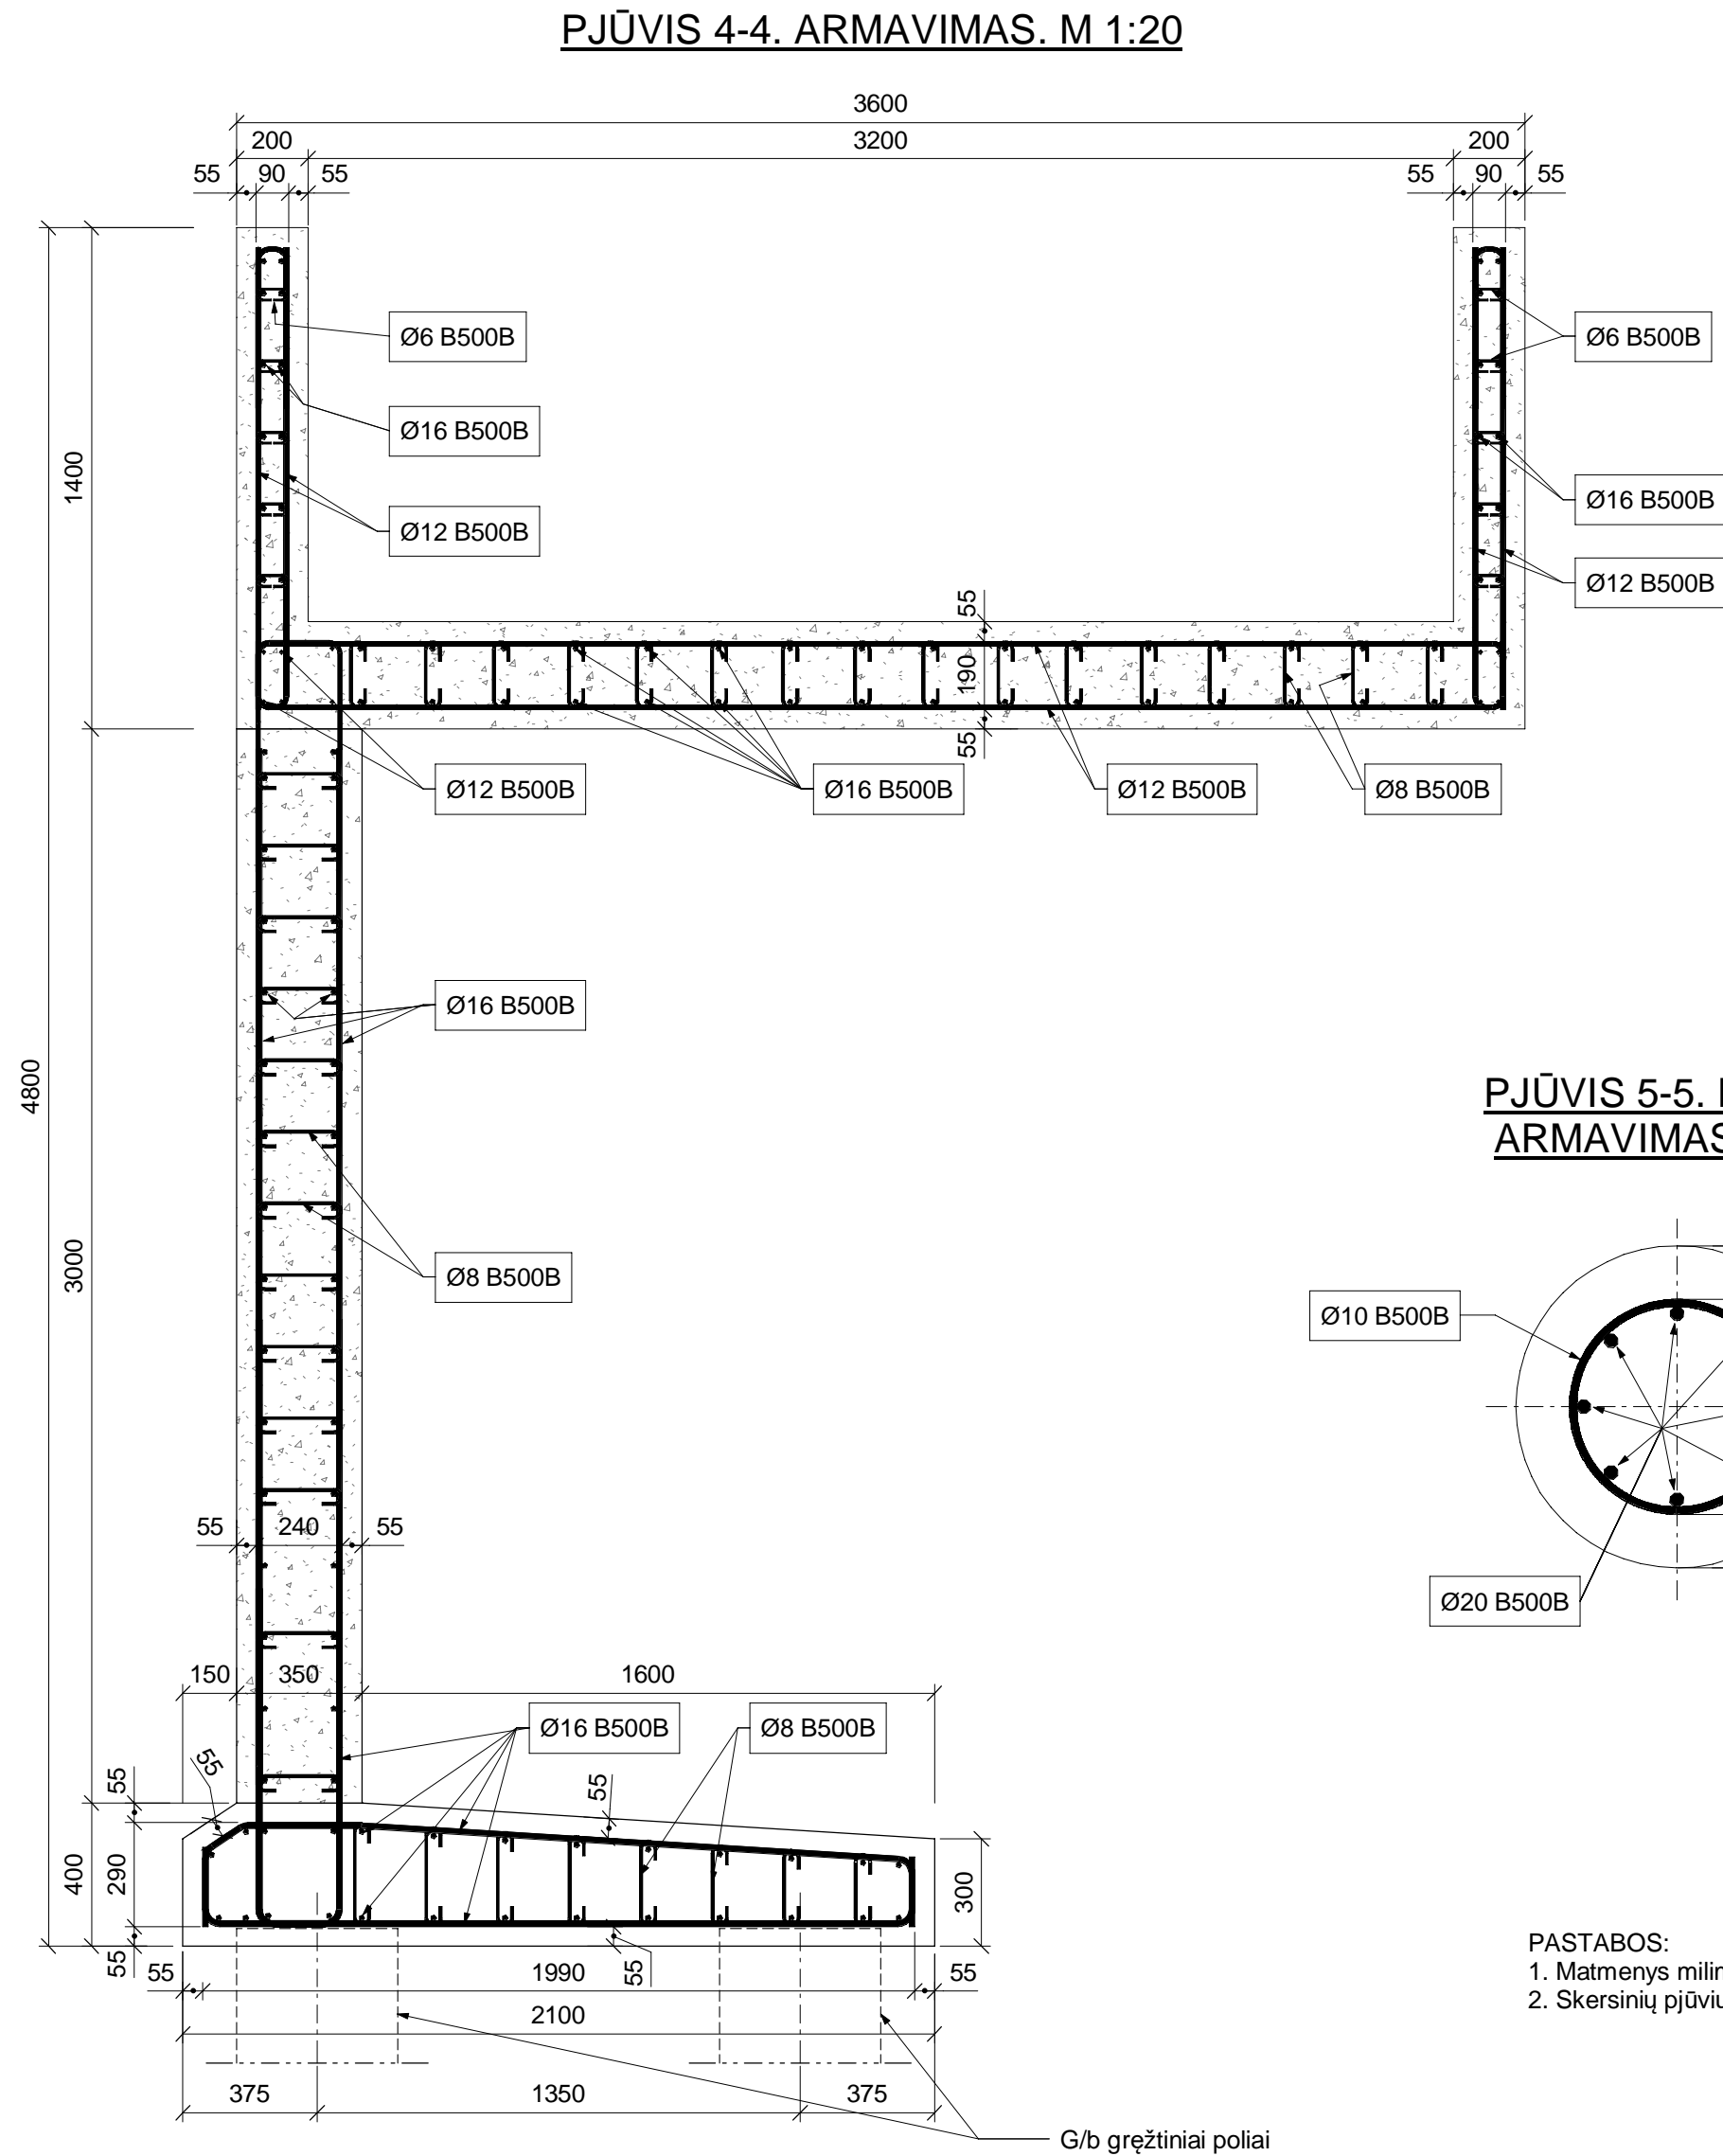 PJŪVIS 4-4. ARMAVIMAS. M 1:20
3600
200 3200 200
55 90 55 55 90 55
Ø6 B500B
Ø6 B500B
Ø16 B500B
1400
Ø16 B500B
Ø12 B500B
Ø12 B500B
55
190
55
Ø12 B500B
Ø16 B500B
Ø12 B500B
Ø8 B500B
Ø16 B500B
4800
3000
Ø8 B500B
PJŪVIS 5-5.
ARMAVIMAS
Ø10 B500B
Ø20 B500B
55 240 55
150 350 1600
Ø16 B500B
Ø8 B500B
55
55
55
400
290
300
55
55
55 1990 55
2100
375 1350 375
G/b gręžtiniai poliai
PASTABOS:
1. Matmenys
2. Skersinių